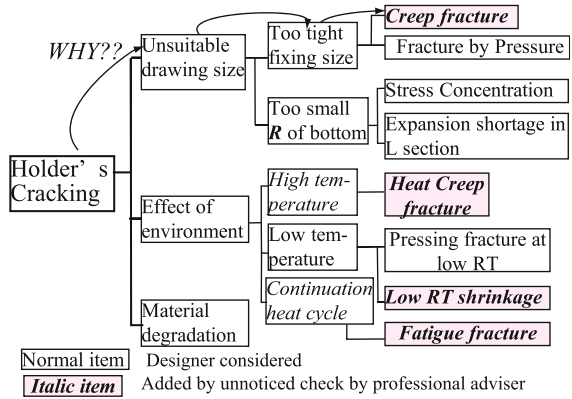 Creep fracture
WHY??
Unsuitable
drawing size
Too tight
fixing size
Fracture by Pressure
Too small
R of bottom
Stress Concentration
Expansion shortage in
L section
Holder' s
Cracking
Effect of
environment
High tem-
perature
Heat Creep
fracture
Low tem-
perature
Pressing fracture at
low RT
Low RT shrinkage
Continuation
heat cycle
Fatigue fracture
Material
degradation
Normal item Designer considered
Italic item Added by unnoticed check by professional adviser